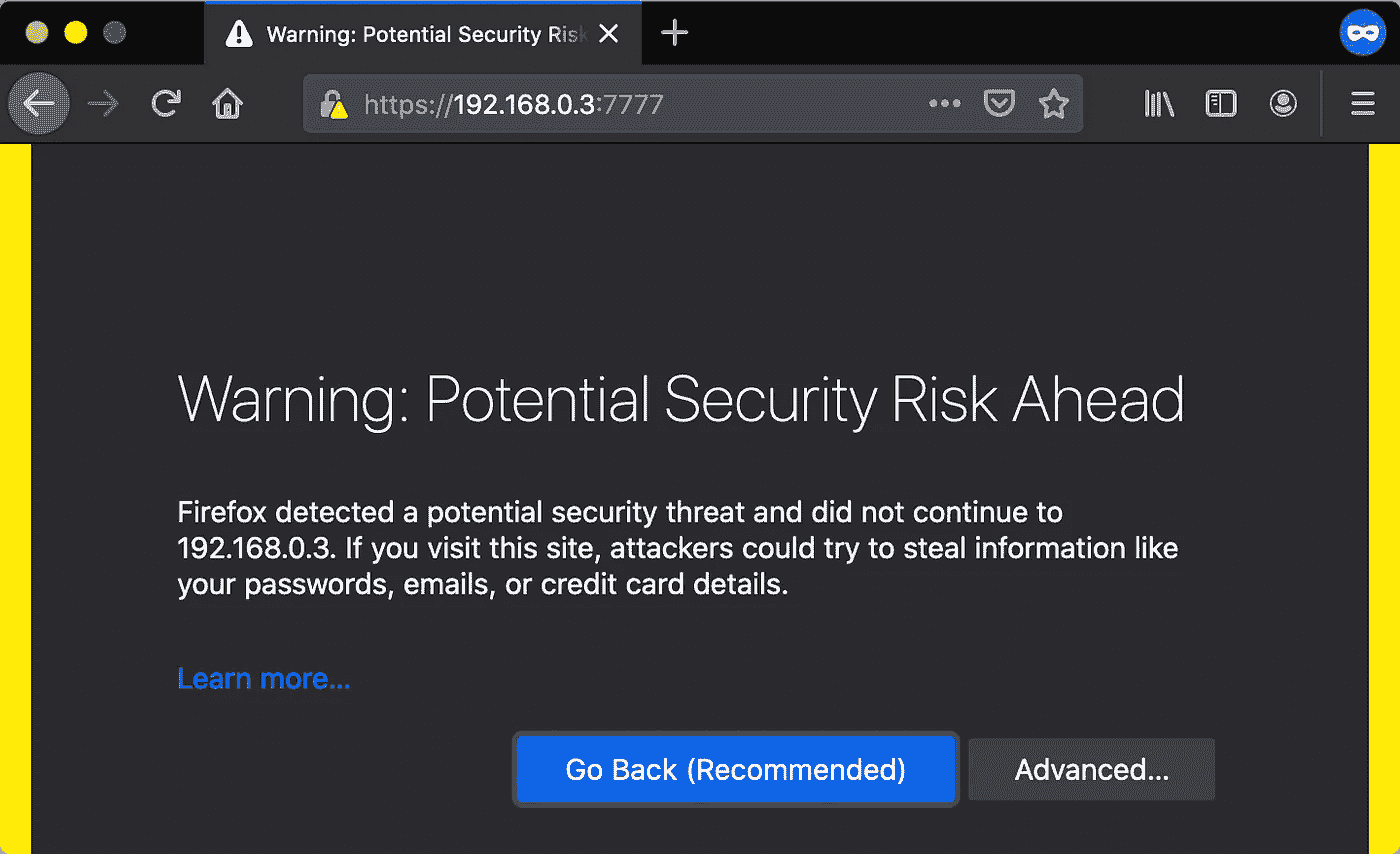 Warning: Potential Security Risk
https://192.168.0.3:7777
Warning: Potential Security Risk Ahead
Firefox detected a potential security threat and did not continue to
192.168.0.3. If you visit this site, attackers could try to steal information like
your passwords, emails, or credit card details.
Learn more...
Go Back (Recommended)
Advanced...